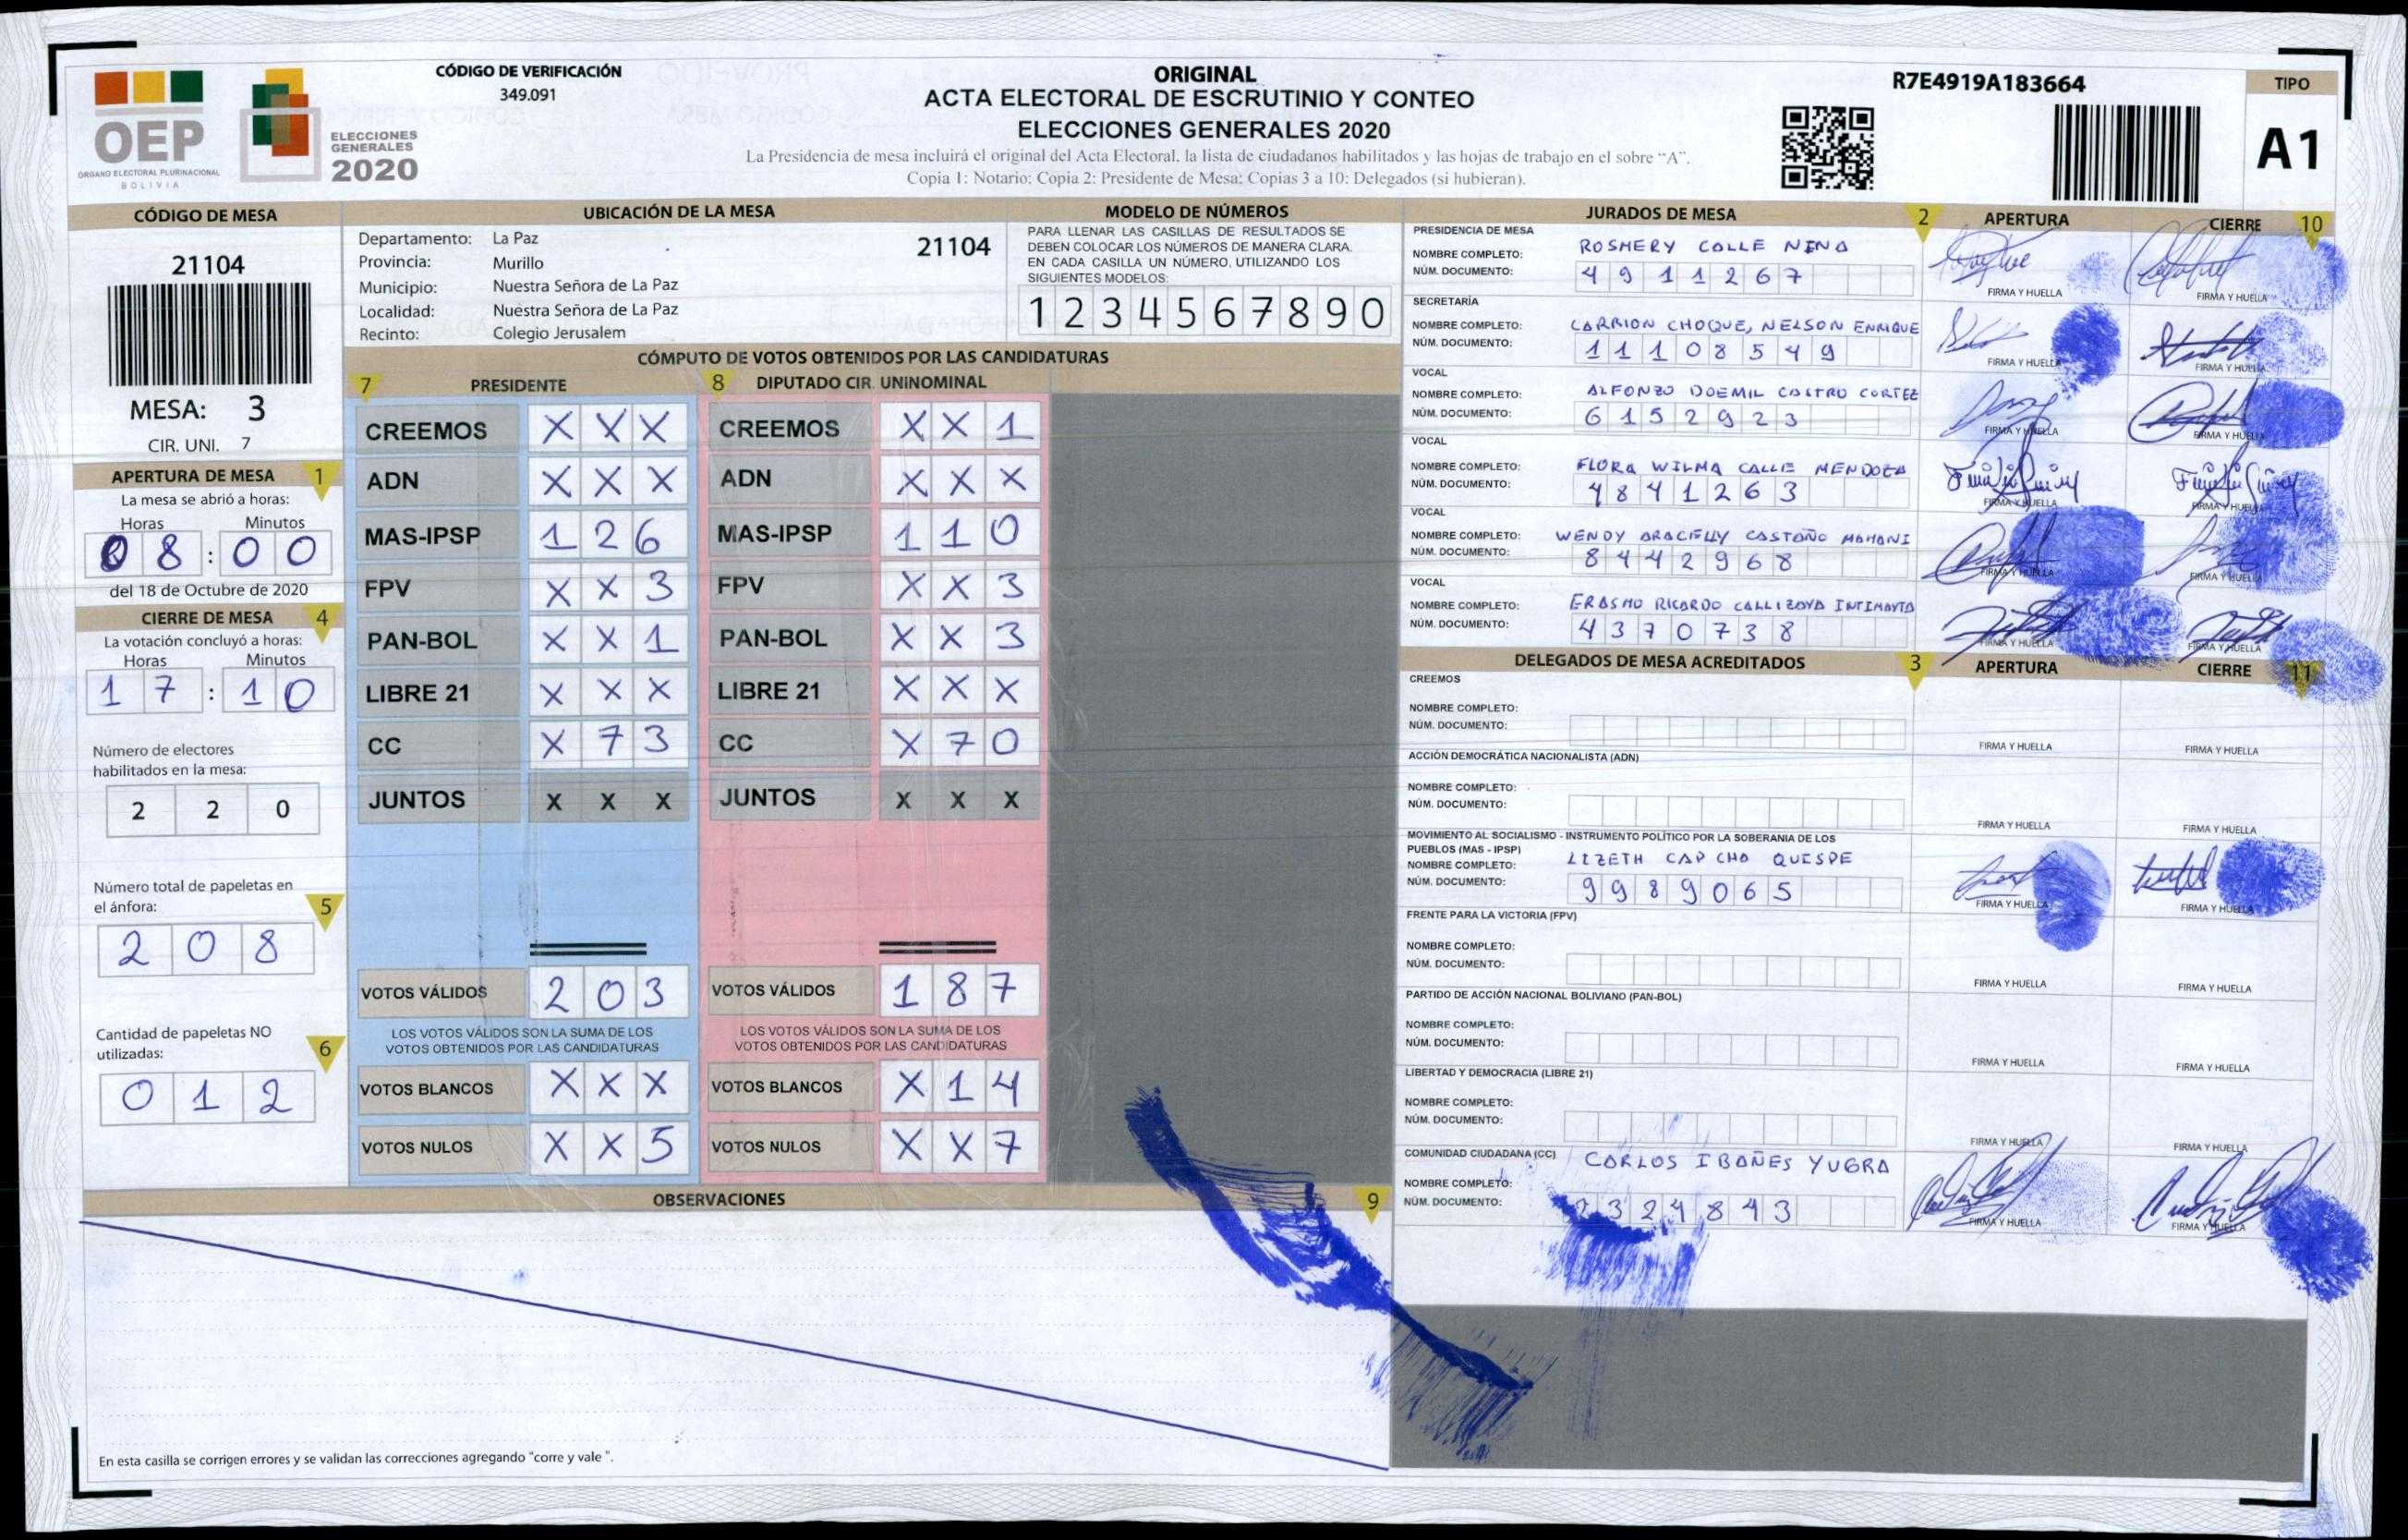 CÓDIGO DE VERIFICACIÓN
349.091
OEP
ÓRGANO ELECTORAL PLURINACIONAL
BOLIVIA
ELECCIONES
GENERALES
2020
ORIGINAL
ACTA ELECTORAL DE ESCRUTINIO Y CONTEO
ELECCIONES GENERALES 2020
La Presidencia de mesa incluirá el original del Acta Electoral, la lista de ciudadanos habilitados y las hojas de trabajo en el sobre "A".
Copia 1: Notario; Copia 2: Presidente de Mesa; Copias 3 a 10: Delegados (si hubieran).
R7E4919A183664
TIPO
A1
CÓDIGO DE MESA
21104
MESA: 3
CIR. UNI. 7
APERTURA DE MESA 1
La mesa se abrió a horas:
Horas Minutos
0 8 : 0 0
del 18 de Octubre de 2020
CIERRE DE MESA 4
La votación concluyó a horas:
Horas Minutos
1 7 : 1 0
Número de electores
habilitados en la mesa:
2 2 0
Número total de papeletas en
el ánfora: 5
2 0 8
Cantidad de papeletas NO
utilizadas: 6
0 1 2
UBICACIÓN DE LA MESA
Departamento: La Paz 21104
Provincia: Murillo
Municipio: Nuestra Señora de La Paz
Localidad: Nuestra Señora de La Paz
Recinto: Colegio Jerusalem
MODELO DE NÚMEROS
PARA LLENAR LAS CASILLAS DE RESULTADOS SE
DEBEN COLOCAR LOS NÚMEROS DE MANERA CLARA.
EN CADA CASILLA UN NÚMERO, UTILIZANDO LOS
SIGUIENTES MODELOS:
1 2 3 4 5 6 7 8 9 0
CÓMPUTO DE VOTOS OBTENIDOS POR LAS CANDIDATURAS
7 PRESIDENTE 8 DIPUTADO CIR. UNINOMINAL
CREEMOS X X X CREEMOS X X 1
ADN X X X ADN X X X
MAS-IPSP 1 2 6 MAS-IPSP 1 1 0
FPV X X 3 FPV X X 3
PAN-BOL X X 1 PAN-BOL X X 3
LIBRE 21 X X X LIBRE 21 X X X
CC X 7 3 CC X 7 0
JUNTOS X X X JUNTOS X X X
VOTOS VÁLIDOS 2 0 3 VOTOS VÁLIDOS 1 8 7
LOS VOTOS VÁLIDOS SON LA SUMA DE LOS LOS VOTOS VÁLIDOS SON LA SUMA DE LOS
VOTOS OBTENIDOS POR LAS CANDIDATURAS VOTOS OBTENIDOS POR LAS CANDIDATURAS
VOTOS BLANCOS X X X VOTOS BLANCOS X 1 4
VOTOS NULOS X X 5 VOTOS NULOS X X 7
OBSERVACIONES 9
En esta casilla se corrigen errores y se validan las correcciones agregando "corre y vale ".
JURADOS DE MESA 2 APERTURA CIERRE 10
PRESIDENCIA DE MESA
NOMBRE COMPLETO: ROSMERY CALLE NINA
NÚM. DOCUMENTO: 4 9 1 1 2 6 7
FIRMA Y HUELLA FIRMA Y HUELLA
SECRETARÍA
NOMBRE COMPLETO: CARRION CHOQUE, NELSON ENRIQUE
NÚM. DOCUMENTO: 1 1 1 0 8 5 4 9
FIRMA Y HUELLA FIRMA Y HUELLA
VOCAL
NOMBRE COMPLETO: ALFONZO DOEMIL CASTRO CORTEZ
NÚM. DOCUMENTO: 6 1 5 2 9 2 3
FIRMA Y HUELLA FIRMA Y HUELLA
VOCAL
NOMBRE COMPLETO: FLORA WILMA CALLE MENDOZA
NÚM. DOCUMENTO: 4 8 4 1 2 6 3
FIRMA Y HUELLA FIRMA Y HUELLA
VOCAL
NOMBRE COMPLETO: WENDY ARACELLY CASTAÑO MAMANI
NÚM. DOCUMENTO: 8 4 4 2 9 6 8
FIRMA Y HUELLA FIRMA Y HUELLA
VOCAL
NOMBRE COMPLETO: ERASMO RICARDO CALLIZAYA INTIMAYTA
NÚM. DOCUMENTO: 4 3 7 0 7 3 8
FIRMA Y HUELLA FIRMA Y HUELLA
DELEGADOS DE MESA ACREDITADOS 3 APERTURA CIERRE 11
CREEMOS
NOMBRE COMPLETO:
NÚM. DOCUMENTO:
FIRMA Y HUELLA FIRMA Y HUELLA
ACCIÓN DEMOCRÁTICA NACIONALISTA (ADN)
NOMBRE COMPLETO:
NÚM. DOCUMENTO:
FIRMA Y HUELLA FIRMA Y HUELLA
MOVIMIENTO AL SOCIALISMO - INSTRUMENTO POLÍTICO POR LA SOBERANIA DE LOS
PUEBLOS (MAS - IPSP)
NOMBRE COMPLETO: LIZETH CAPCHA QUISPE
NÚM. DOCUMENTO: 9 9 8 9 0 6 5
FIRMA Y HUELLA FIRMA Y HUELLA
FRENTE PARA LA VICTORIA (FPV)
NOMBRE COMPLETO:
NÚM. DOCUMENTO:
FIRMA Y HUELLA FIRMA Y HUELLA
PARTIDO DE ACCIÓN NACIONAL BOLIVIANO (PAN-BOL)
NOMBRE COMPLETO:
NÚM. DOCUMENTO:
FIRMA Y HUELLA FIRMA Y HUELLA
LIBERTAD Y DEMOCRACIA (LIBRE 21)
NOMBRE COMPLETO:
NÚM. DOCUMENTO:
FIRMA Y HUELLA FIRMA Y HUELLA
COMUNIDAD CIUDADANA (CC)
NOMBRE COMPLETO: CARLOS IBAÑES YUGRA
NÚM. DOCUMENTO: 3 2 4 8 4 3
FIRMA Y HUELLA FIRMA Y HUELLA